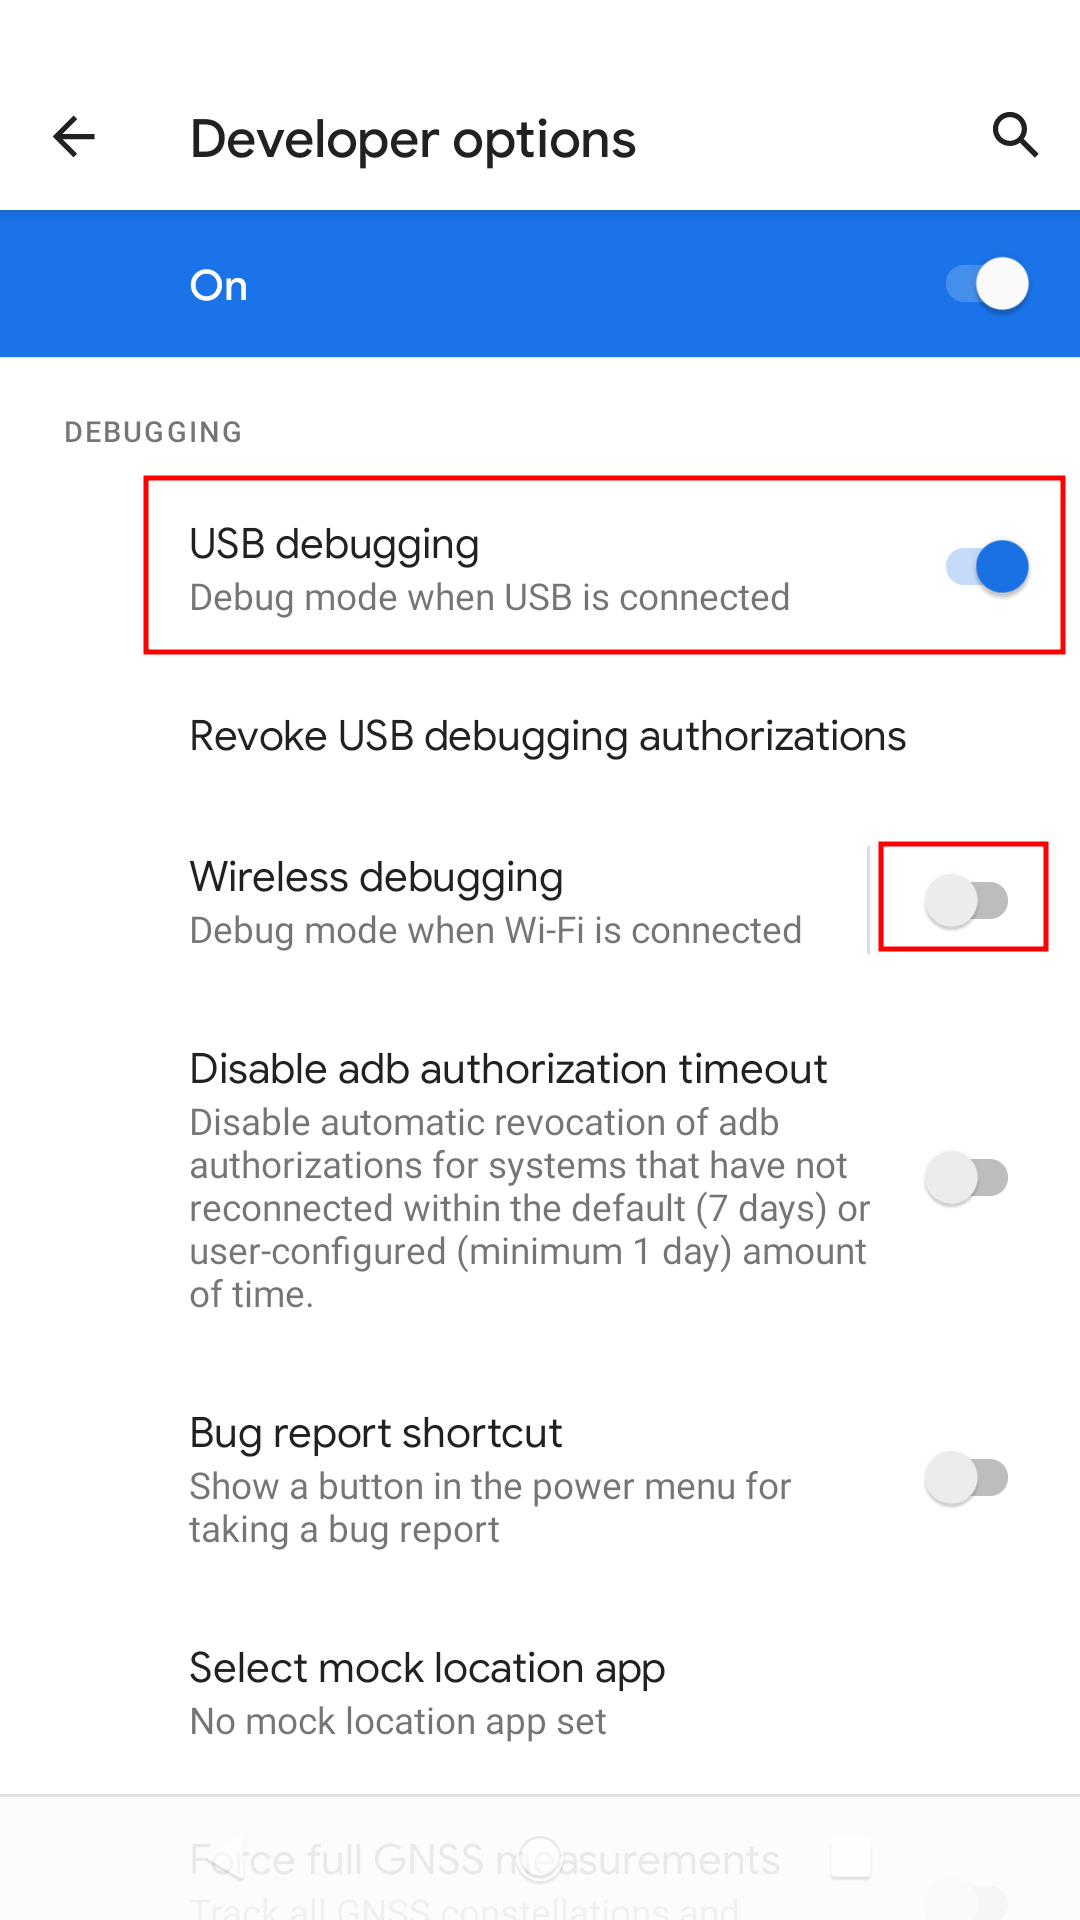 Developer options
On
DEBUGGING
USB debugging
Debug mode when USB is connected
Revoke USB debugging authorizations
Wireless debugging
Debug mode when Wi-Fi is connected
Disable adb authorization timeout
Disable automatic revocation of adb
authorizations for systems that have not
reconnected within the default (7 days) or
user-configured (minimum 1 day) amount
of time.
Bug report shortcut
Show a button in the power menu for
taking a bug report
Select mock location app
No mock location app set
Force full GNSS measurements
Track all GNSS constellations and